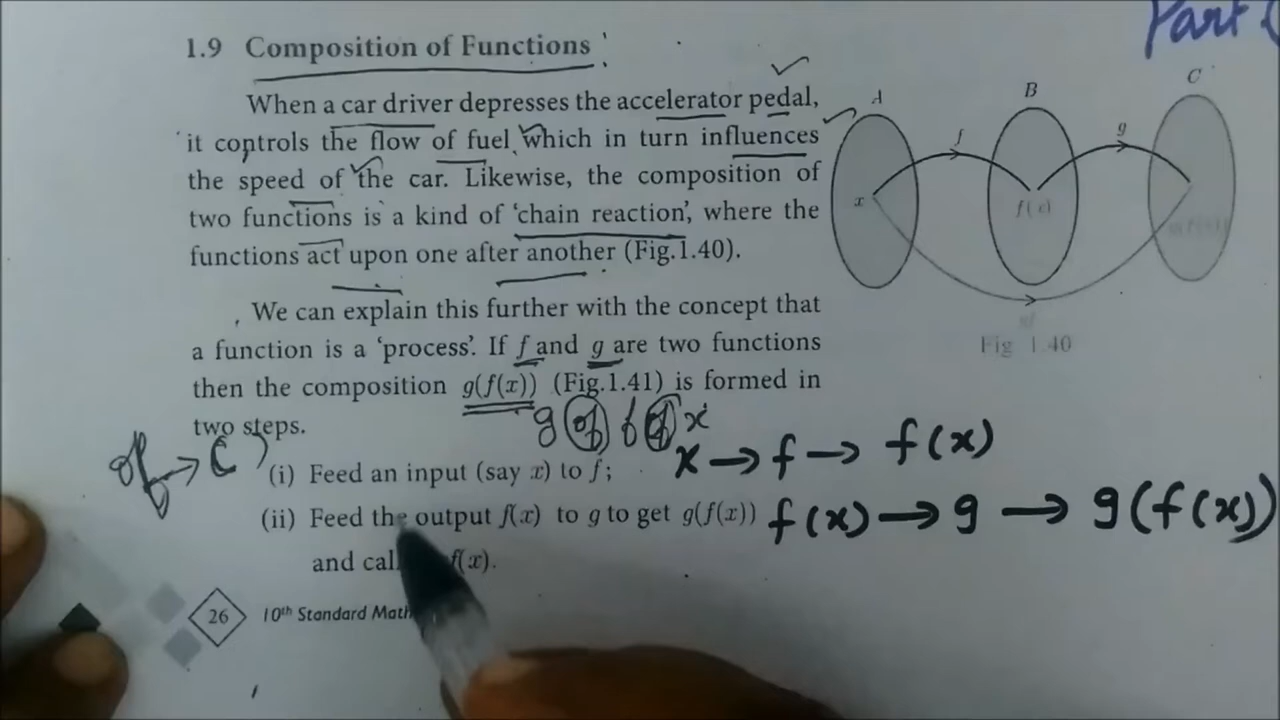 Part
1.9 Composition of Functions
When a car driver depresses the accelerator pedal,
it controls the flow of fuel which in turn influences
the speed of the car. Likewise, the composition of
two functions is a kind of 'chain reaction', where the
functions act upon one after another (Fig.1.40).
A B C
f g
x f(x) g(f(x))
gf
Fig 1.40
We can explain this further with the concept that
a function is a 'process'. If f and g are two functions
then the composition g(f(x)) (Fig.1.41) is formed in
two steps.
g of f of x
of → ( )
(i) Feed an input (say x) to f;
x → f → f(x)
(ii) Feed the output f(x) to g to get g(f(x))
f(x) → g → g(f(x))
and call f(x).
26 10th Standard Math